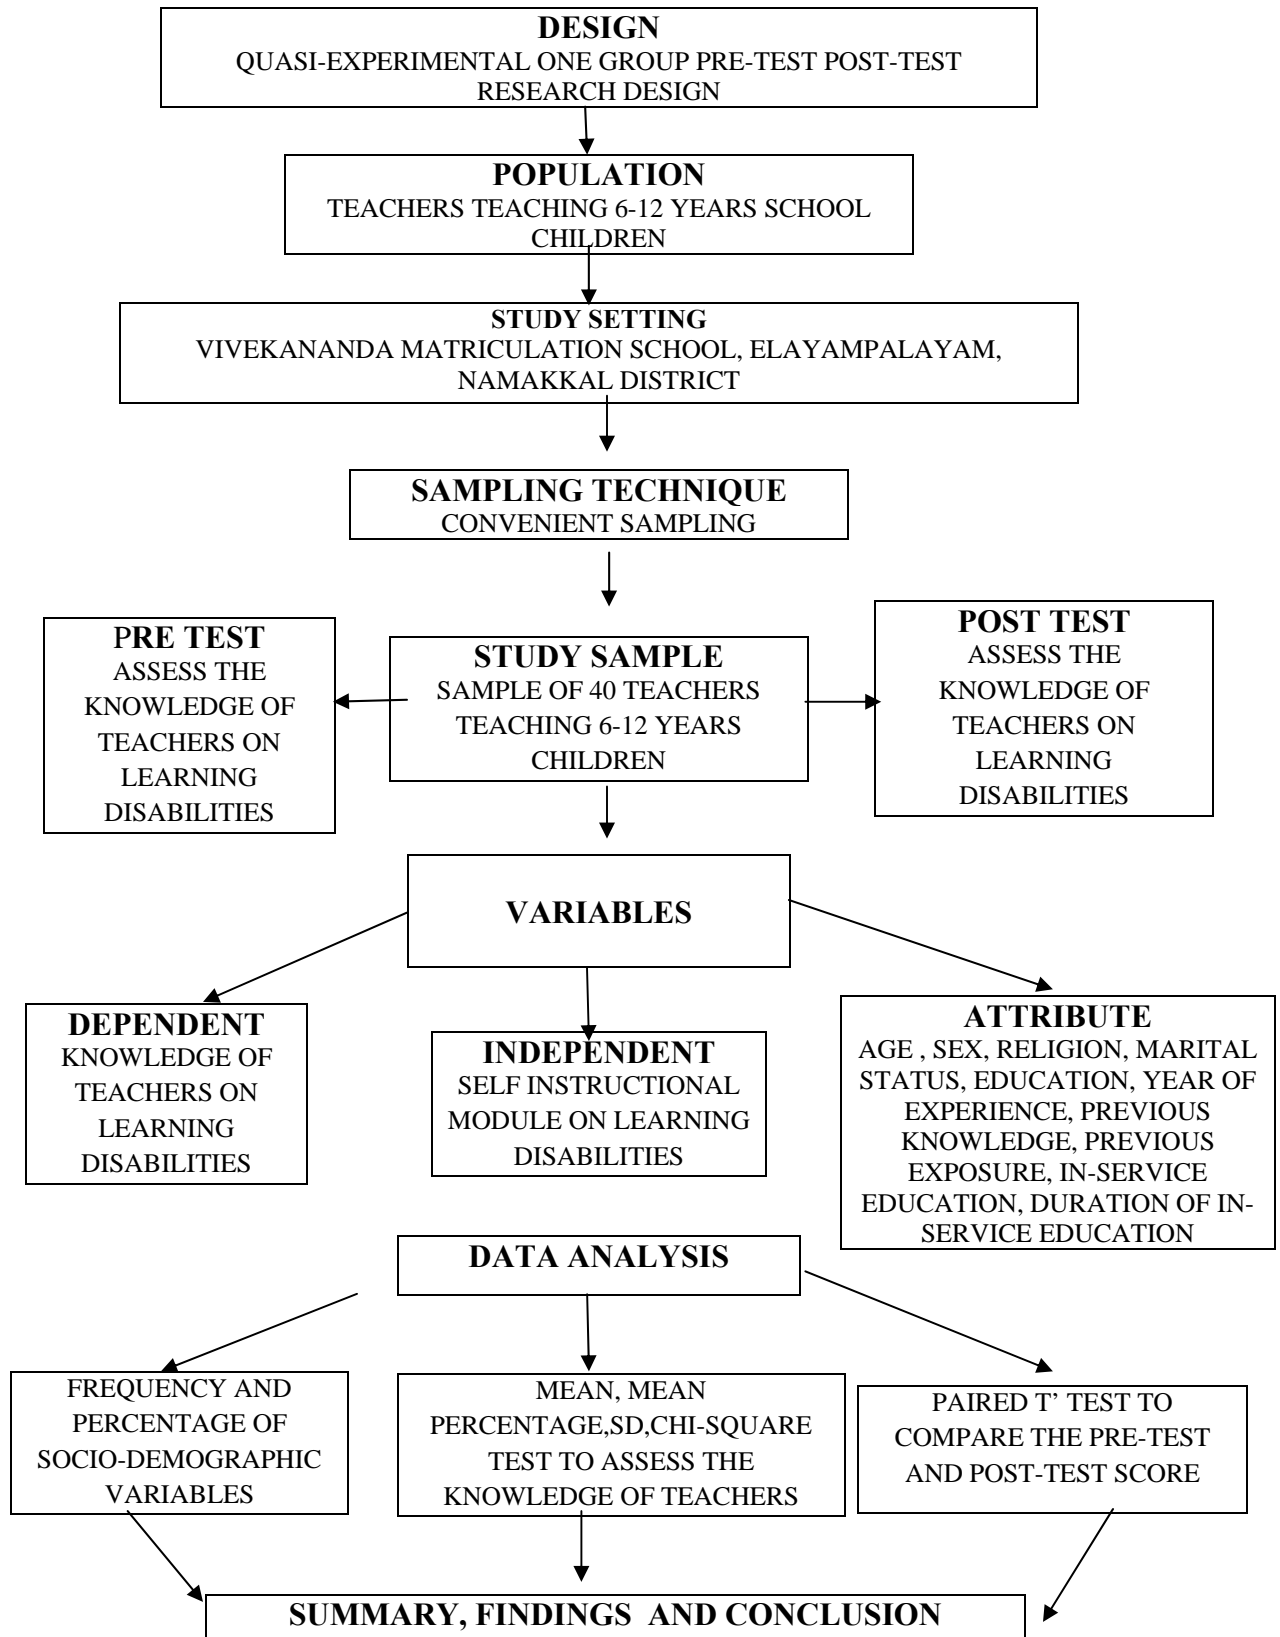 DESIGN
QUASI-EXPERIMENTAL ONE GROUP PRE-TEST POST-TEST
RESEARCH DESIGN
POPULATION
TEACHERS TEACHING 6-12 YEARS SCHOOL
CHILDREN
STUDY SETTING
VIVEKANANDA MATRICULATION SCHOOL, ELAYAMPALAYAM,
NAMAKKAL DISTRICT
SAMPLING TECHNIQUE
CONVENIENT SAMPLING
PRE TEST
ASSESS THE
KNOWLEDGE OF
TEACHERS ON
LEARNING
DISABILITIES
STUDY SAMPLE
SAMPLE OF 40 TEACHERS
TEACHING 6-12 YEARS
CHILDREN
POST TEST
ASSESS THE
KNOWLEDGE OF
TEACHERS ON
LEARNING
DISABILITIES
VARIABLES
DEPENDENT
KNOWLEDGE OF
TEACHERS ON
LEARNING
DISABILITIES
INDEPENDENT
SELF INSTRUCTIONAL
MODULE ON LEARNING
DISABILITIES
ATTRIBUTE
AGE , SEX, RELIGION, MARITAL
STATUS, EDUCATION, YEAR OF
EXPERIENCE, PREVIOUS
KNOWLEDGE, PREVIOUS
EXPOSURE, IN-SERVICE
EDUCATION, DURATION OF IN-
SERVICE EDUCATION
DATA ANALYSIS
FREQUENCY AND
PERCENTAGE OF
SOCIO-DEMOGRAPHIC
VARIABLES
MEAN, MEAN
PERCENTAGE,SD,CHI-SQUARE
TEST TO ASSESS THE
KNOWLEDGE OF TEACHERS
PAIRED T’ TEST TO
COMPARE THE PRE-TEST
AND POST-TEST SCORE
SUMMARY, FINDINGS AND CONCLUSION